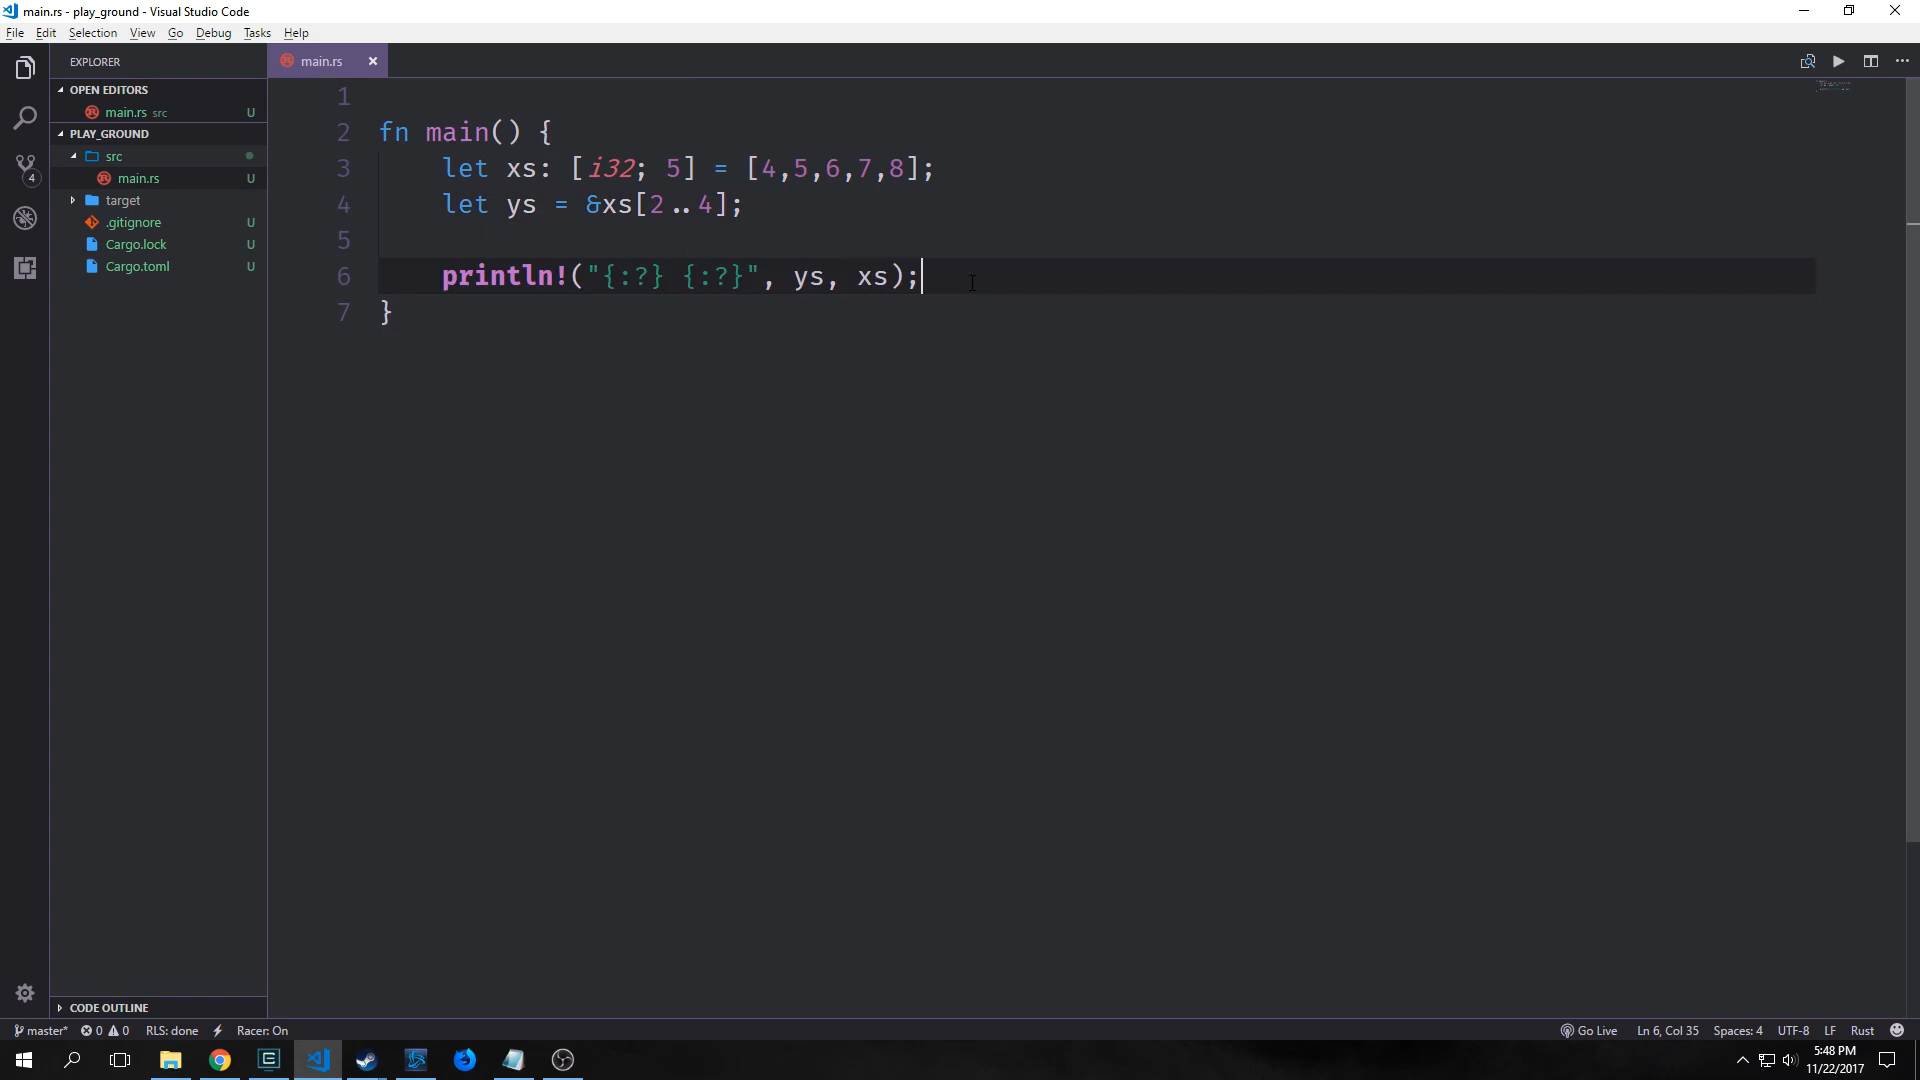 main.rs - play_ground - Visual Studio Code
File Edit Selection View Go Debug Tasks Help
EXPLORER
OPEN EDITORS
main.rs src U
PLAY_GROUND
src
main.rs U
target
.gitignore U
Cargo.lock U
Cargo.toml U
CODE OUTLINE
4
main.rs
1
2 fn main() {
3 let xs: [i32; 5] = [4,5,6,7,8];
4 let ys = &xs[2..4];
5
6 println!("{:?} {:?}", ys, xs);
7 }
master* 0 0 RLS: done Racer: On Go Live Ln 6, Col 35 Spaces: 4 UTF-8 LF Rust
5:48 PM
11/22/2017